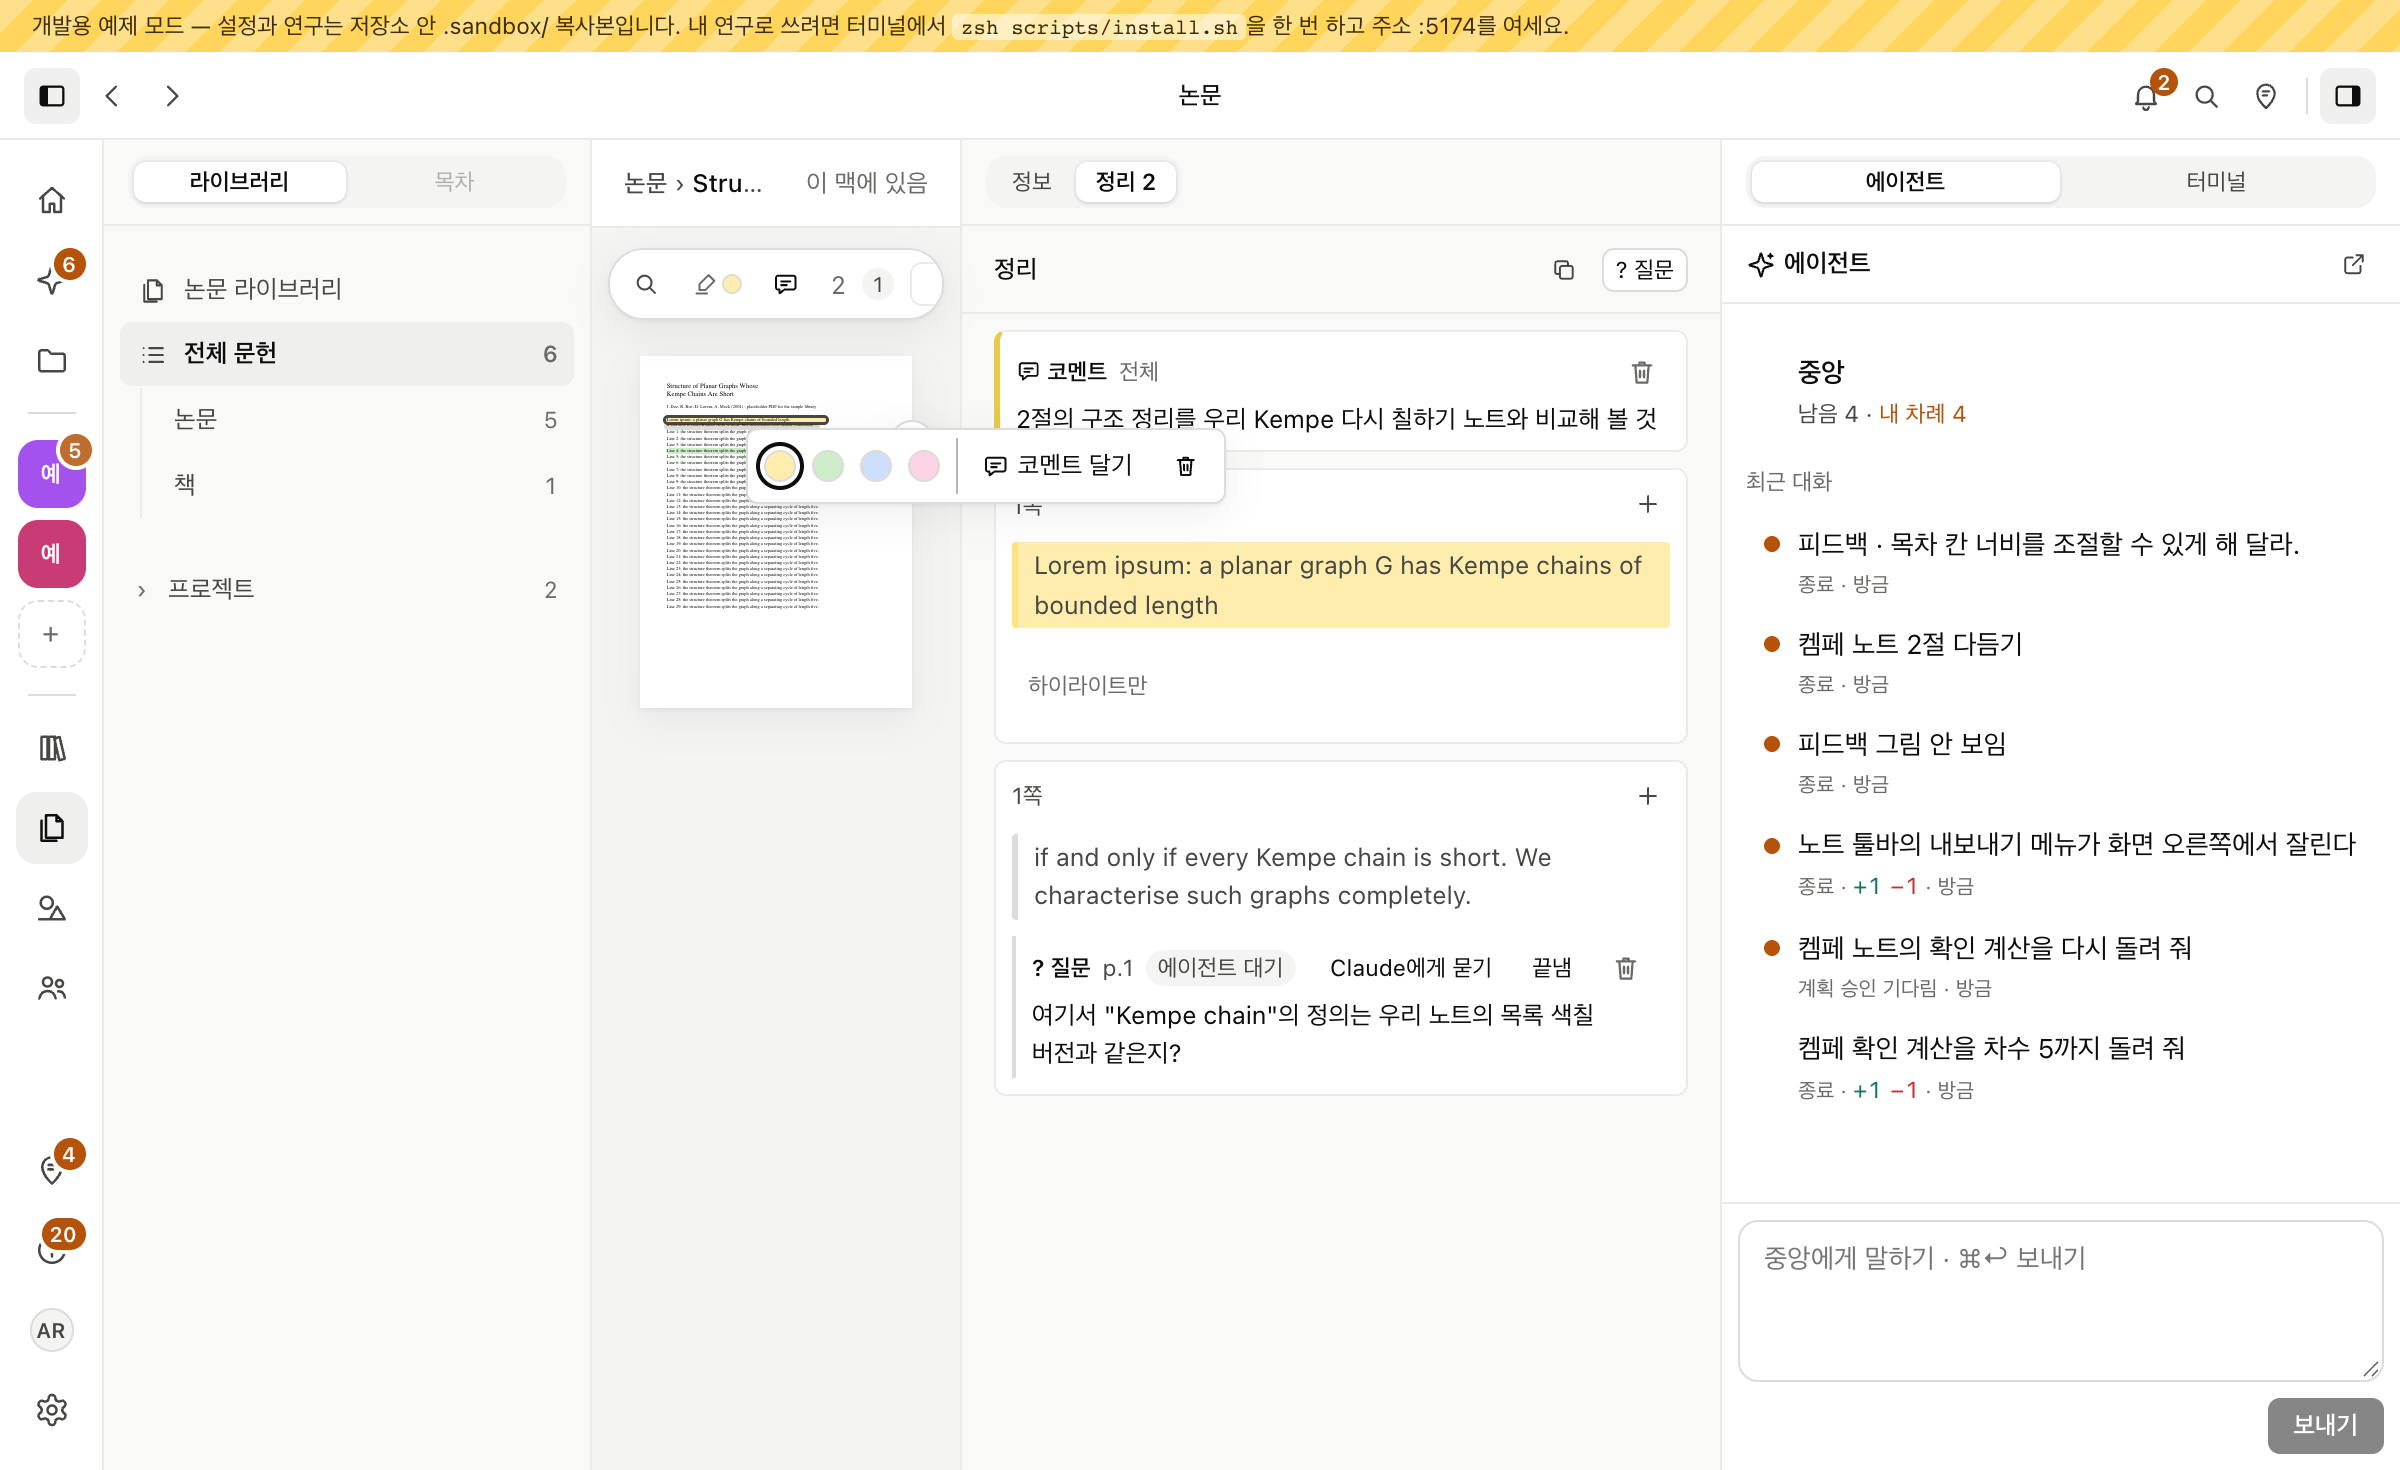 개발용 예제 모드 — 설정과 연구는 저장소 안 .sandbox/ 복사본입니다. 내 연구로 쓰려면 터미널에서 zsh scripts/install.sh을 한 번 하고 주소 :5174를 여세요.
논문
2
라이브러리
목차
논문 › Stru...
이 맥에 있음
정보
정리 2
에이전트
터미널
6
5
예
예
+
4
20
AR
논문 라이브러리
전체 문헌 6
논문 5
책 1
› 프로젝트 2
2 1
Structure of Planar Graphs Whose
Kempe Chains Are Short
코멘트 달기
정리
? 질문
코멘트 전체
2절의 구조 정리를 우리 Kempe 다시 칠하기 노트와 비교해 볼 것
Lorem ipsum: a planar graph G has Kempe chains of
bounded length
하이라이트만
1쪽
if and only if every Kempe chain is short. We
characterise such graphs completely.
? 질문 p.1 에이전트 대기 Claude에게 묻기 끝냄
여기서 "Kempe chain"의 정의는 우리 노트의 목록 색칠
버전과 같은지?
에이전트
중앙
남음 4 · 내 차례 4
최근 대화
피드백 · 목차 칸 너비를 조절할 수 있게 해 달라.
종료 · 방금
켐페 노트 2절 다듬기
종료 · 방금
피드백 그림 안 보임
종료 · 방금
노트 툴바의 내보내기 메뉴가 화면 오른쪽에서 잘린다
종료 · +1 −1 · 방금
켐페 노트의 확인 계산을 다시 돌려 줘
계획 승인 기다림 · 방금
켐페 확인 계산을 차수 5까지 돌려 줘
종료 · +1 −1 · 방금
중앙에게 말하기 · ⌘↩ 보내기
보내기